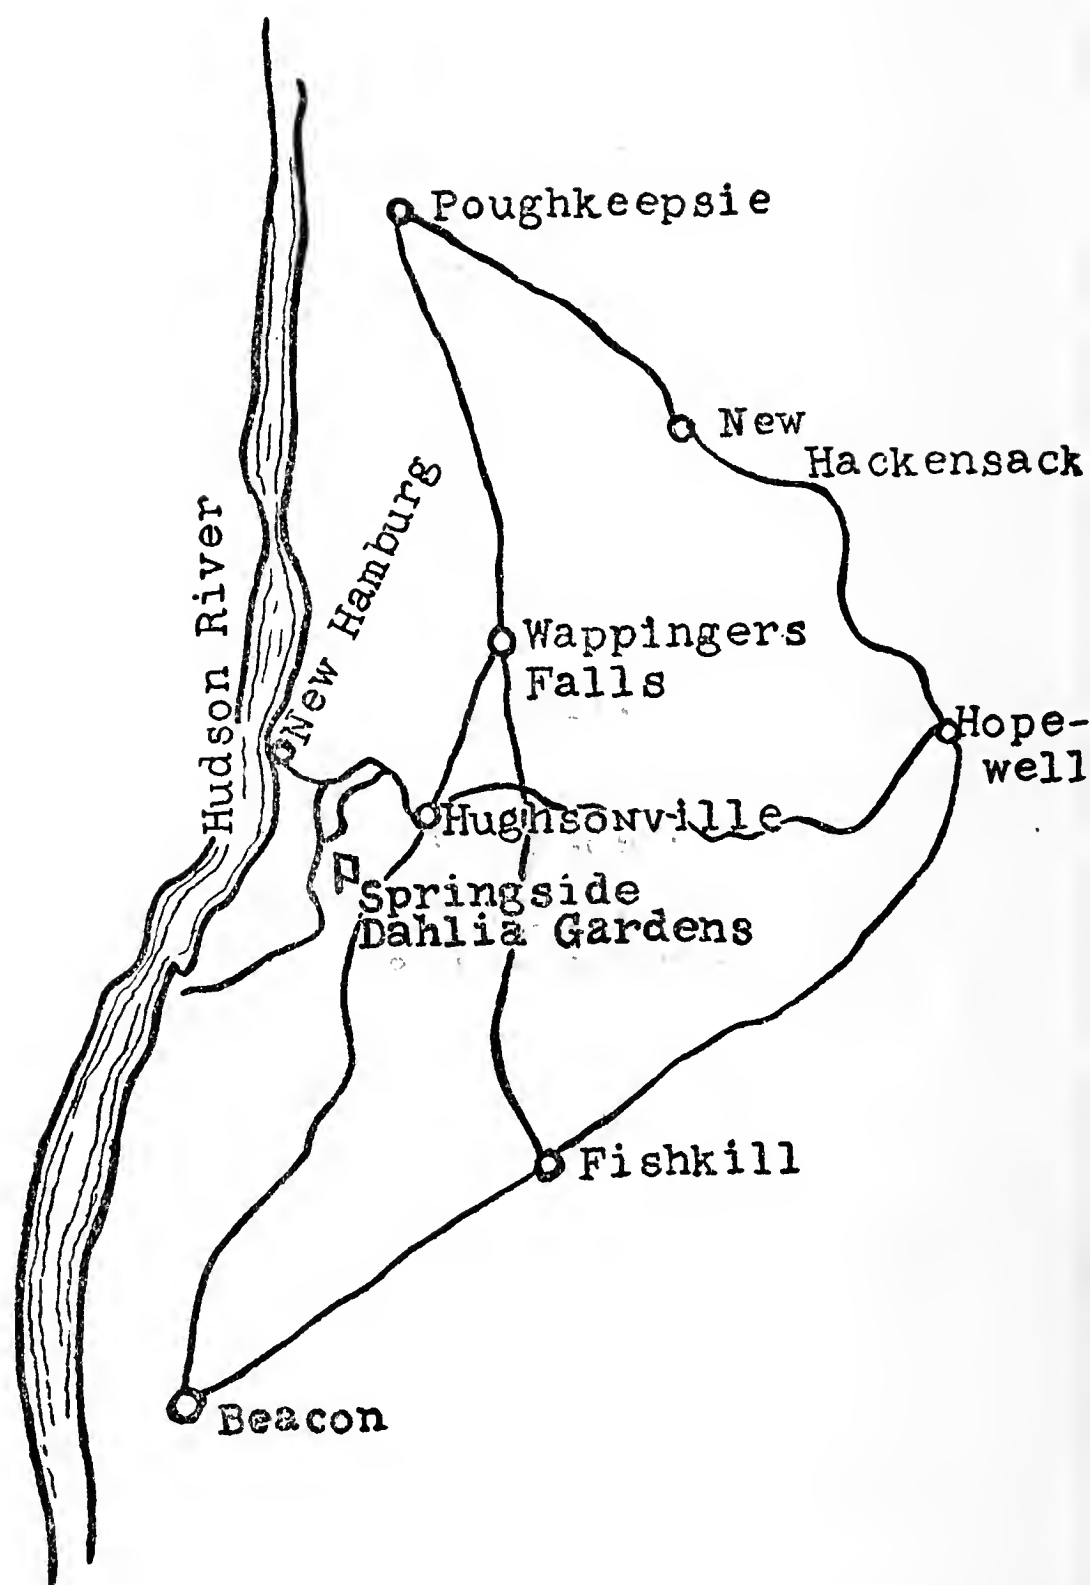 Poughkeepsie
New
Hackensack
New Hamburg
Hudson River
Wappingers
Falls
Hope-
well
Hughsonville
Springside
Dahlia Gardens
Fishkill
Beacon